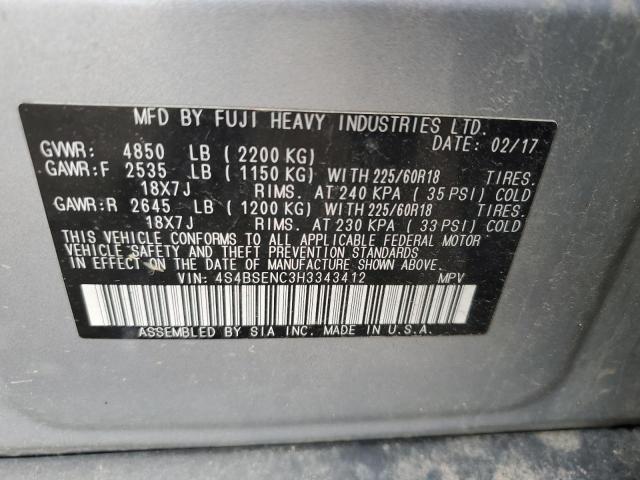 MFD BY FUJI HEAVY INDUSTRIES LTD.
DATE: 02/17
GVWR: 4850 LB (2200 KG)
GAWR:F 2535 LB (1150 KG) WITH 225/60R18 TIRES.
18X7J RIMS. AT 240 KPA (35 PSI) COLD
GAWR:R 2645 LB (1200 KG) WITH 225/60R18 TIRES.
18X7J RIMS. AT 230 KPA (33 PSI) COLD
THIS VEHICLE CONFORMS TO ALL APPLICABLE FEDERAL MOTOR
VEHICLE SAFETY AND THEFT PREVENTION STANDARDS
IN EFFECT ON THE DATE OF MANUFACTURE SHOWN ABOVE.
VIN: 4S4BSENC3H3343412 MPV
ASSEMBLED BY SIA INC. MADE IN U.S.A.